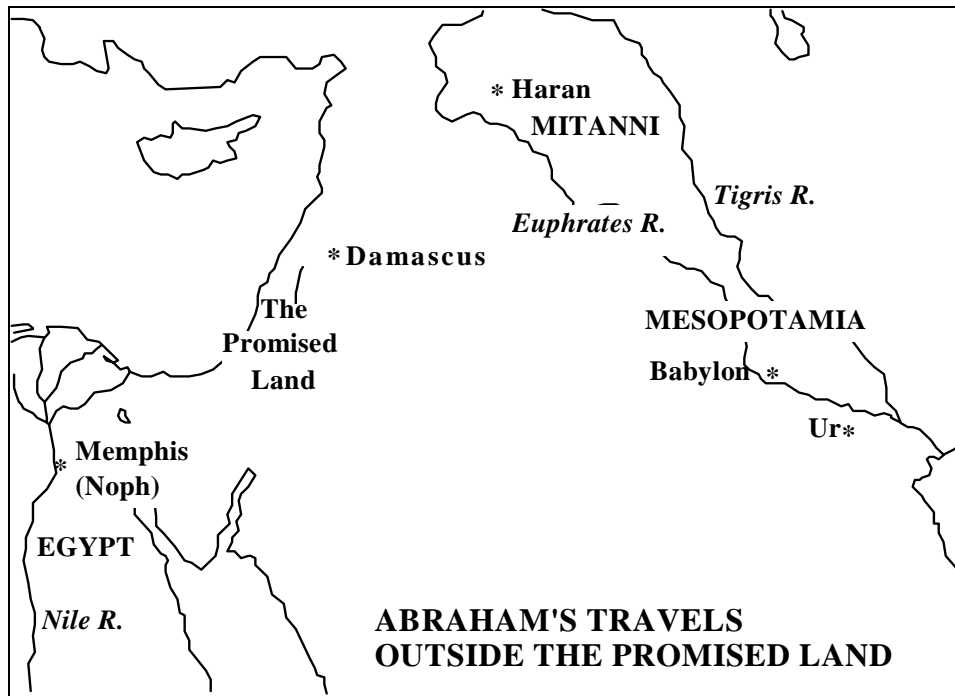 * Haran
MITANNI
Tigris R.
Euphrates R.
* Damascus
The
Promised
Land
MESOPOTAMIA
Babylon *
Ur *
* Memphis
(Noph)
EGYPT
Nile R.
ABRAHAM'S TRAVELS
OUTSIDE THE PROMISED LAND